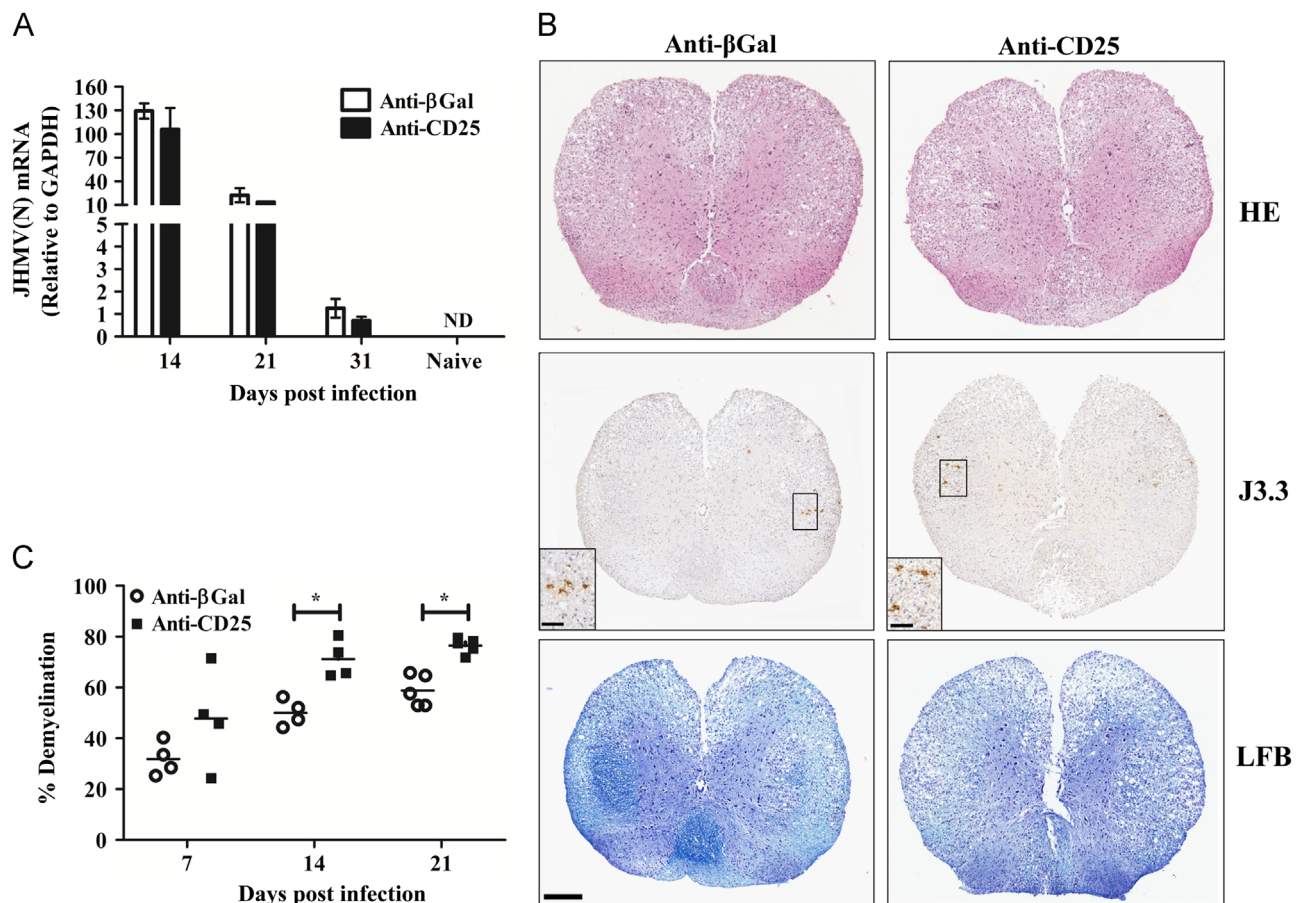 A
JHMV(N) mRNA
(Relative to GAPDH)
160
130
100
70
40
10
5
4
3
2
1
0
Anti-βGal
Anti-CD25
ND
14 21 31 Naive
Days post infection
B
Anti-βGal Anti-CD25
HE
J3.3
LFB
C
% Demyelination
100
80
60
40
20
0
Anti-βGal
Anti-CD25
* *
7 14 21
Days post infection